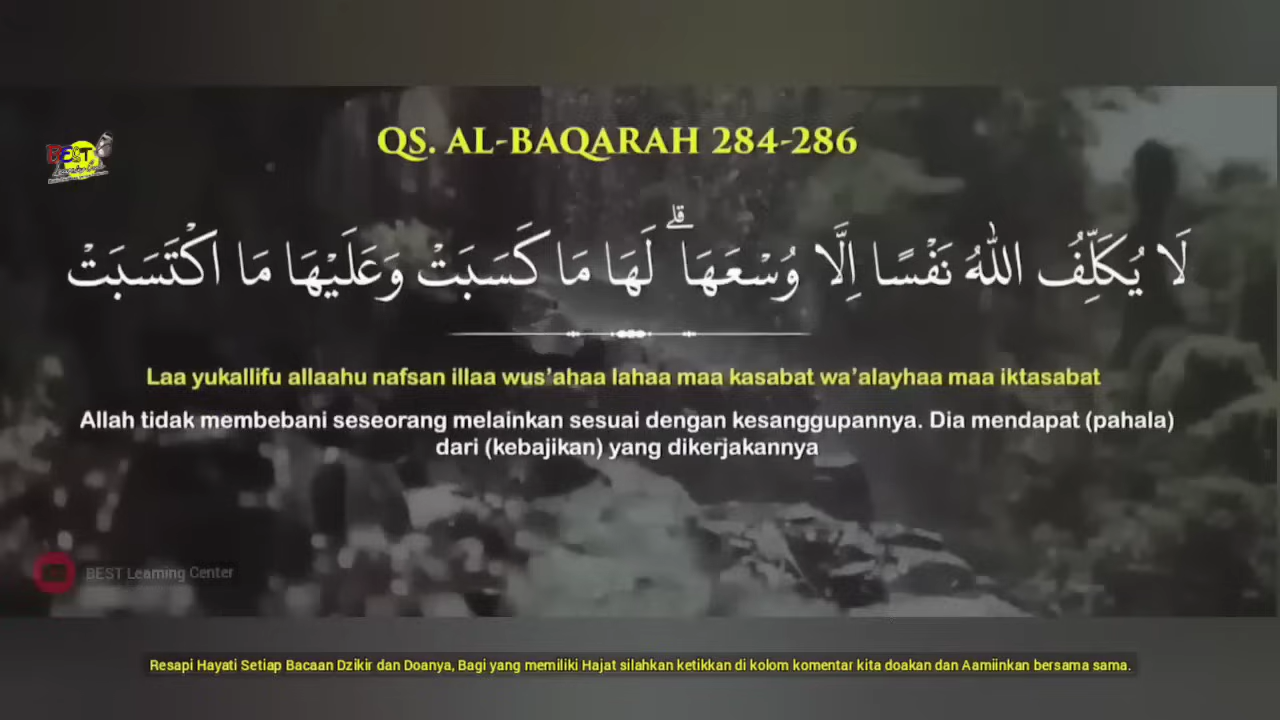 QS. AL-BAQARAH 284-286
BEST
لَا يُكَلِّفُ اللّٰهُ نَفْسًا اِلَّا وُسْعَهَا ۗ لَهَا مَا كَسَبَتْ وَعَلَيْهَا مَا اكْتَسَبَتْ
Laa yukallifu allaahu nafsan illaa wus’ahaa lahaa maa kasabat wa’alayhaa maa iktasabat
Allah tidak membebani seseorang melainkan sesuai dengan kesanggupannya. Dia mendapat (pahala)
dari (kebajikan) yang dikerjakannya
BEST Learning Center
Resapi Hayati Setiap Bacaan Dzikir dan Doanya, Bagi yang memiliki Hajat silahkan ketikkan di kolom komentar kita doakan dan Aamiinkan bersama sama.